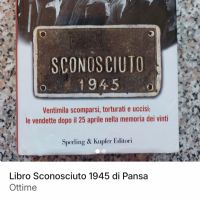 SCONOSCIUTO
1945
Ventimila scomparsi, torturati e uccisi:
le vendette dopo il 25 aprile nella memoria dei vinti
Sperling & Kupfer Editori
Libro Sconosciuto 1945 di Pansa
Ottime